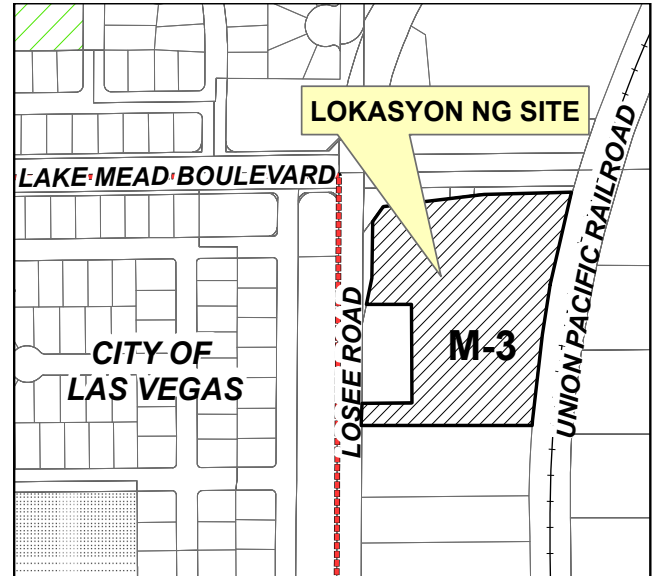 LOKASYON NG SITE
LAKE MEAD BOULEVARD
UNION PACIFIC RAILROAD
LOSEE ROAD
M-3
CITY OF
LAS VEGAS